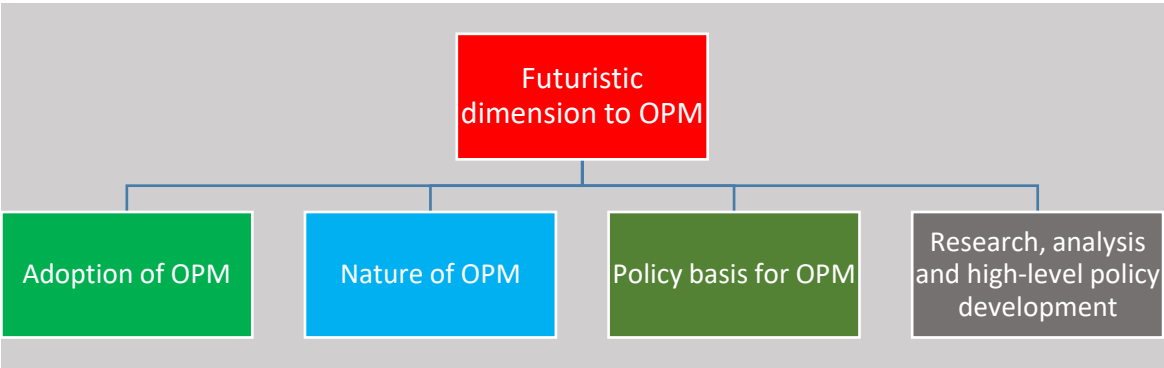 Futuristic
dimension to OPM
Adoption of OPM
Nature of OPM
Policy basis for OPM
Research, analysis
and high-level policy
development